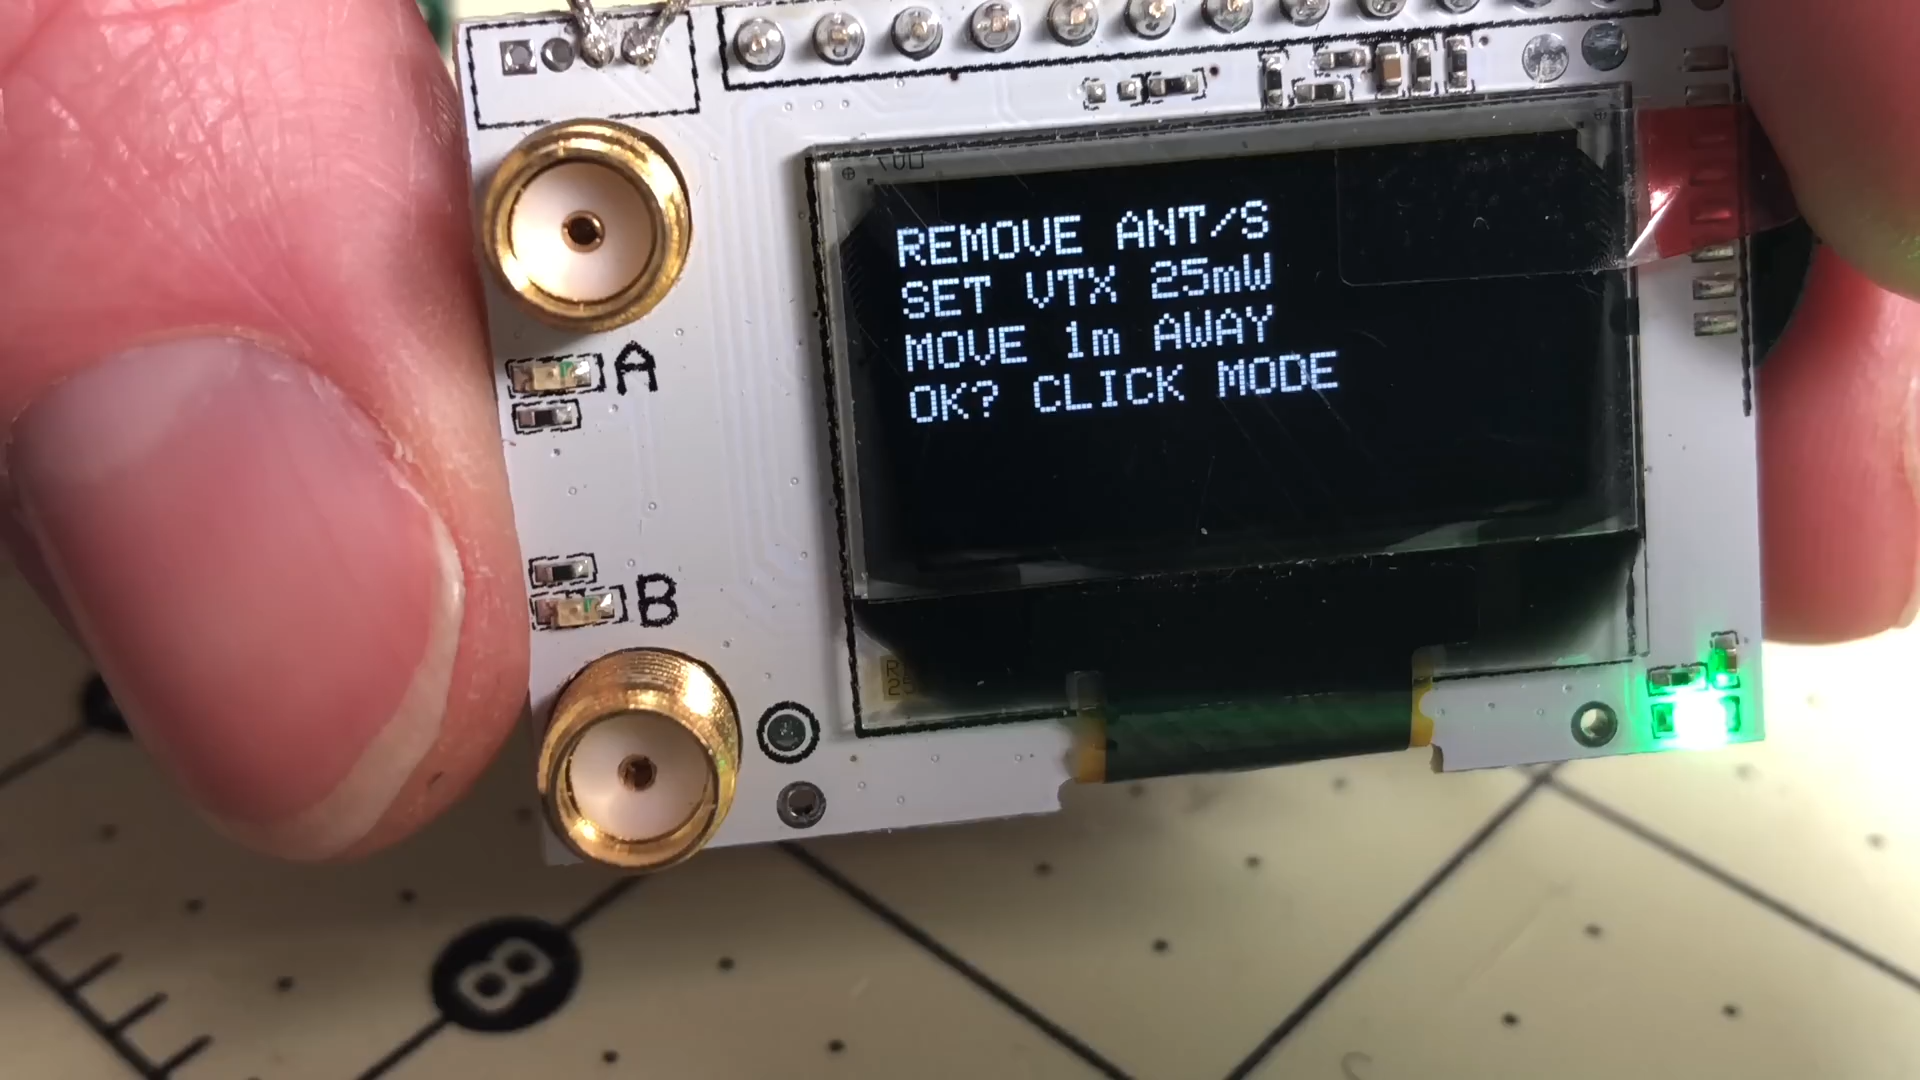 REMOVE ANT/S
SET VTX 25mW
MOVE 1m AWAY
OK? CLICK MODE
A
B
8